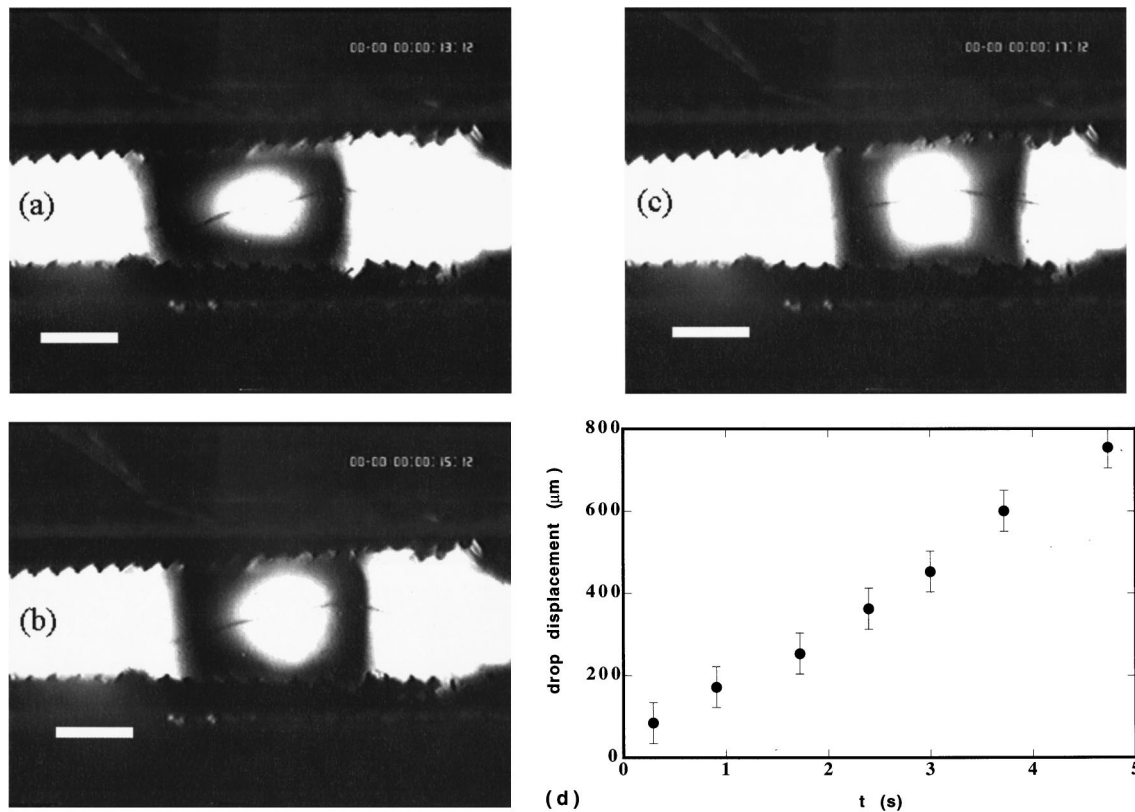 00-00 00:00:13:12
(a)
00-00 00:00:17:12
(c)
00-00 00:00:15:12
(b)
drop displacement (μm)
800
600
400
200
0
0 1 2 3 4 5
t (s)
(d)